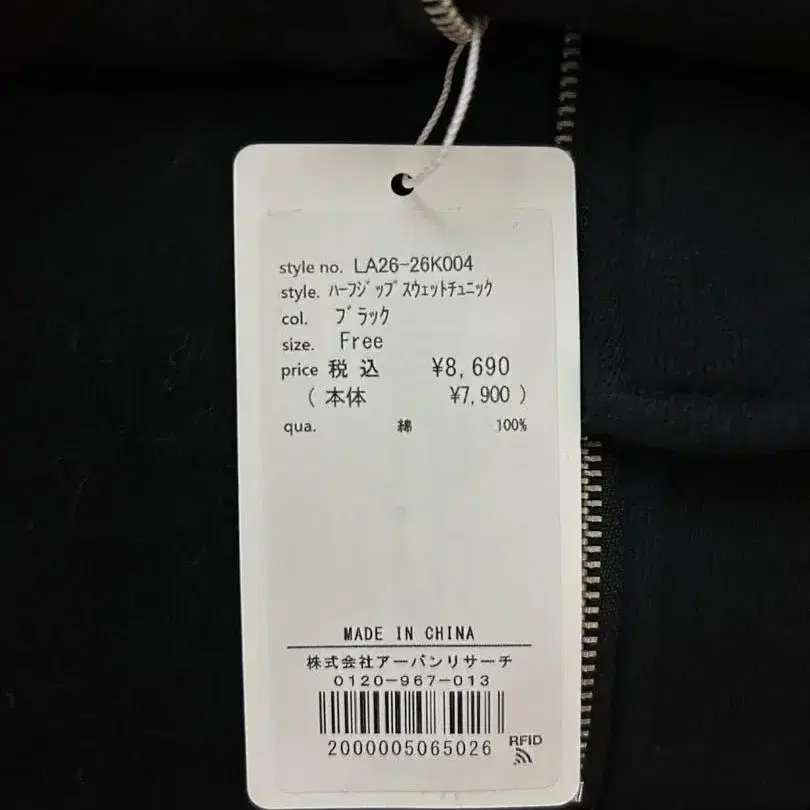 style no. LA26-26K004
style. ﾊｰﾌｼﾞｯﾌﾟｽｳｪｯﾄﾁｭﾆｯｸ
col. ﾌﾞﾗｯｸ
size. Free
price 税 込 ¥8,690
( 本体 ¥7,900 )
qua. 綿 100%
MADE IN CHINA
株式会社アーバンリサーチ
0120-967-013
2000005065026
RFID